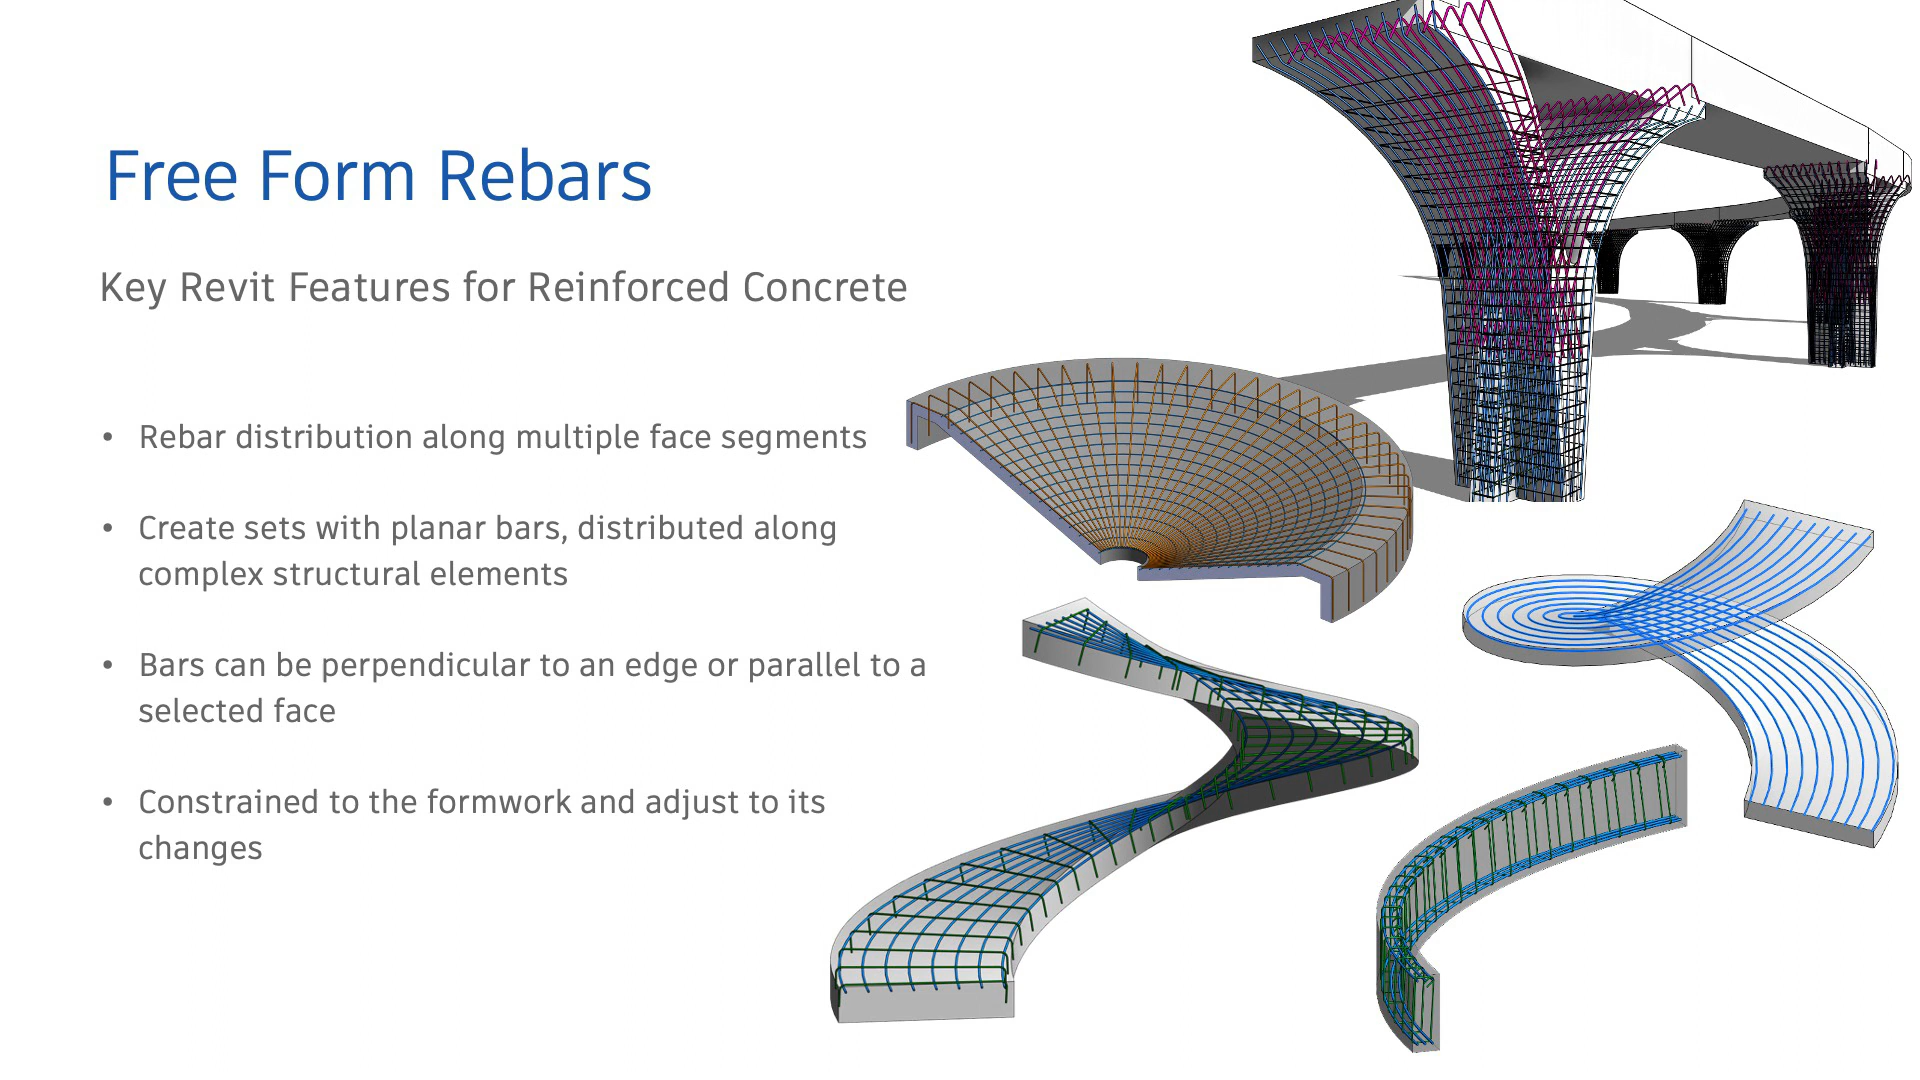 Free Form Rebars
Key Revit Features for Reinforced Concrete
• Rebar distribution along multiple face segments
• Create sets with planar bars, distributed along
complex structural elements
• Bars can be perpendicular to an edge or parallel to a
selected face
• Constrained to the formwork and adjust to its
changes